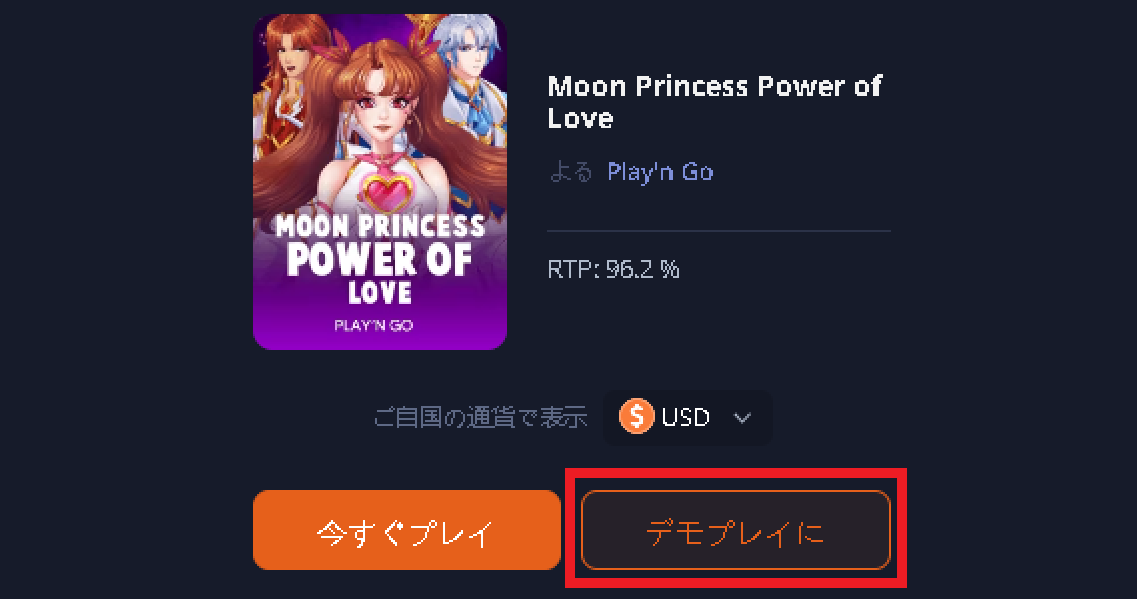 MOON PRINCESS
POWER OF
LOVE
PLAY'N GO
Moon Princess Power of
Love
よる Play'n Go
RTP: 96.2 %
ご自国の通貨で表示 $ USD
今すぐプレイ デモプレイに